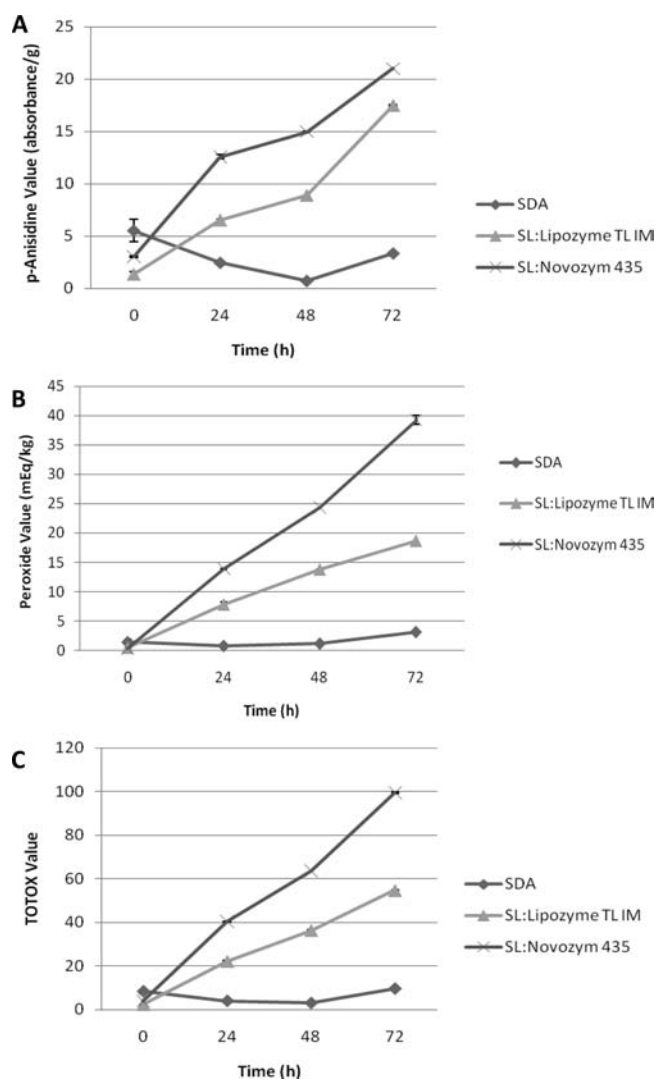 A
p-Anisidine Value (absorbance/g)
25
20
15
10
5
0
0 24 48 72
Time (h)
SDA
SL:Lipozyme TL IM
SL:Novozym 435
B
Peroxide Value (mEq/kg)
45
40
35
30
25
20
15
10
5
0
0 24 48 72
Time (h)
SDA
SL:Lipozyme TL IM
SL:Novozym 435
C
TOTOX Value
120
100
80
60
40
20
0
0 24 48 72
Time (h)
SDA
SL:Lipozyme TL IM
SL:Novozym 435